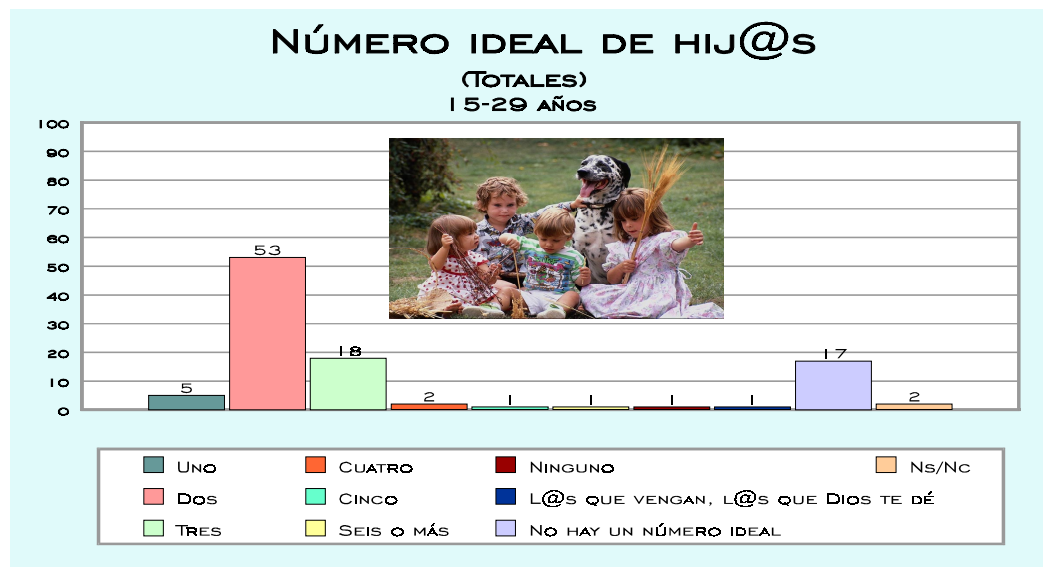 Número ideal de hij@s
(Totales)
15-29 años
100
90
80
70
60
50
40
30
20
10
0
5
53
18
2
1
1
1
1
17
2
Uno
Cuatro
Ninguno
Ns/Nc
Dos
Cinco
L@s que vengan, l@s que Dios te dé
Tres
Seis o más
No hay un número ideal